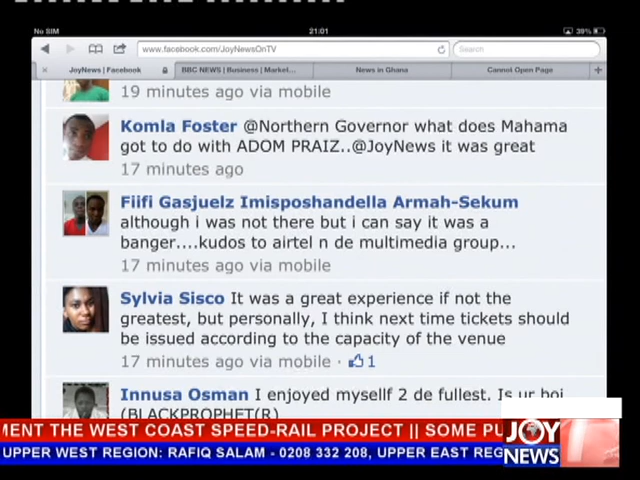 No SIM 21:01 39%
www.facebook.com/JoyNewsOnTV Search
JoyNews | Facebook BBC NEWS | Business | Market... News in Ghana Cannot Open Page
19 minutes ago via mobile
Komla Foster @Northern Governor what does Mahama
got to do with ADOM PRAIZ..@JoyNews it was great
17 minutes ago
Fiifi Gasjuelz Imisposhandella Armah-Sekum
although i was not there but i can say it was a
banger....kudos to airtel n de multimedia group...
17 minutes ago via mobile
Sylvia Sisco It was a great experience if not the
greatest, but personally, I think next time tickets should
be issued according to the capacity of the venue
17 minutes ago via mobile · 1
Innusa Osman I enjoyed myself 2 de fullest. Is ur boi
(BLACKPROPHET(R)
MENT THE WEST COAST SPEED-RAIL PROJECT || SOME PU
UPPER WEST REGION: RAFIQ SALAM - 0208 332 208, UPPER EAST REG
JOY
NEWS